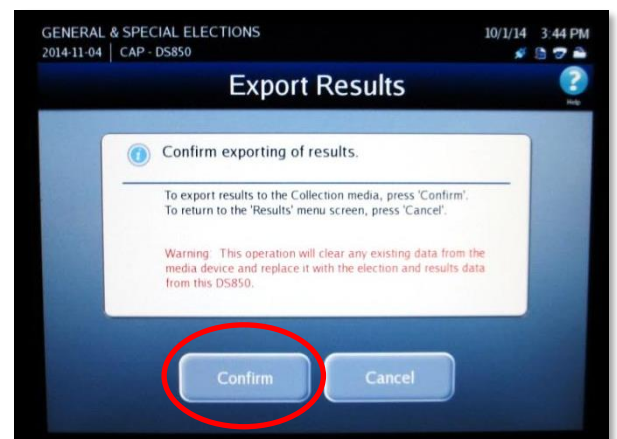 GENERAL & SPECIAL ELECTIONS 10/1/14 3:44 PM
2014-11-04 | CAP - DS850
Export Results
Help
Confirm exporting of results.
To export results to the Collection media, press 'Confirm'.
To return to the 'Results' menu screen, press 'Cancel'.
Warning: This operation will clear any existing data from the
media device and replace it with the election and results data
from this DS850.
Confirm Cancel